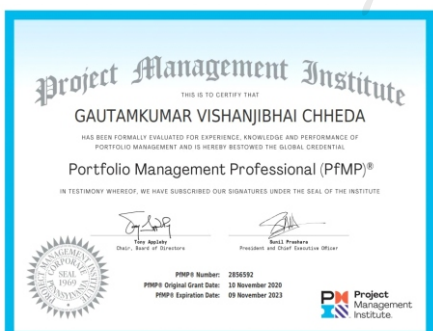 Project Management Institute
THIS IS TO CERTIFY THAT
GAUTAMKUMAR VISHANJIBHAI CHHEDA
HAS BEEN FORMALLY EVALUATED FOR EXPERIENCE, KNOWLEDGE AND PERFORMANCE OF
PORTFOLIO MANAGEMENT AND IS HEREBY BESTOWED THE GLOBAL CREDENTIAL
Portfolio Management Professional (PfMP)®
IN TESTIMONY WHEREOF, WE HAVE SUBSCRIBED OUR SIGNATURES UNDER THE SEAL OF THE INSTITUTE
Tony Appleby
Chair, Board of Directors
Sunil Prashara
President and Chief Executive Officer
CORPORATE
SEAL
1969
PENNSYLVANIA
PfMP® Number: 2856592
PfMP® Original Grant Date: 10 November 2020
PfMP® Expiration Date: 09 November 2023
Project
Management
Institute.